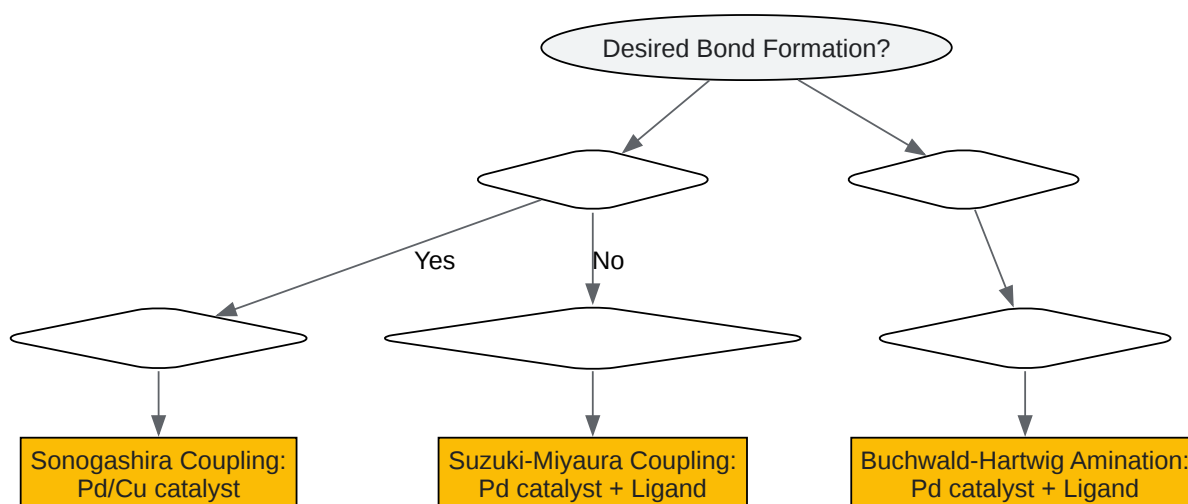 Desired Bond Formation?
Yes
No
Sonogashira Coupling:
Pd/Cu catalyst
Suzuki-Miyaura Coupling:
Pd catalyst + Ligand
Buchwald-Hartwig Amination:
Pd catalyst + Ligand